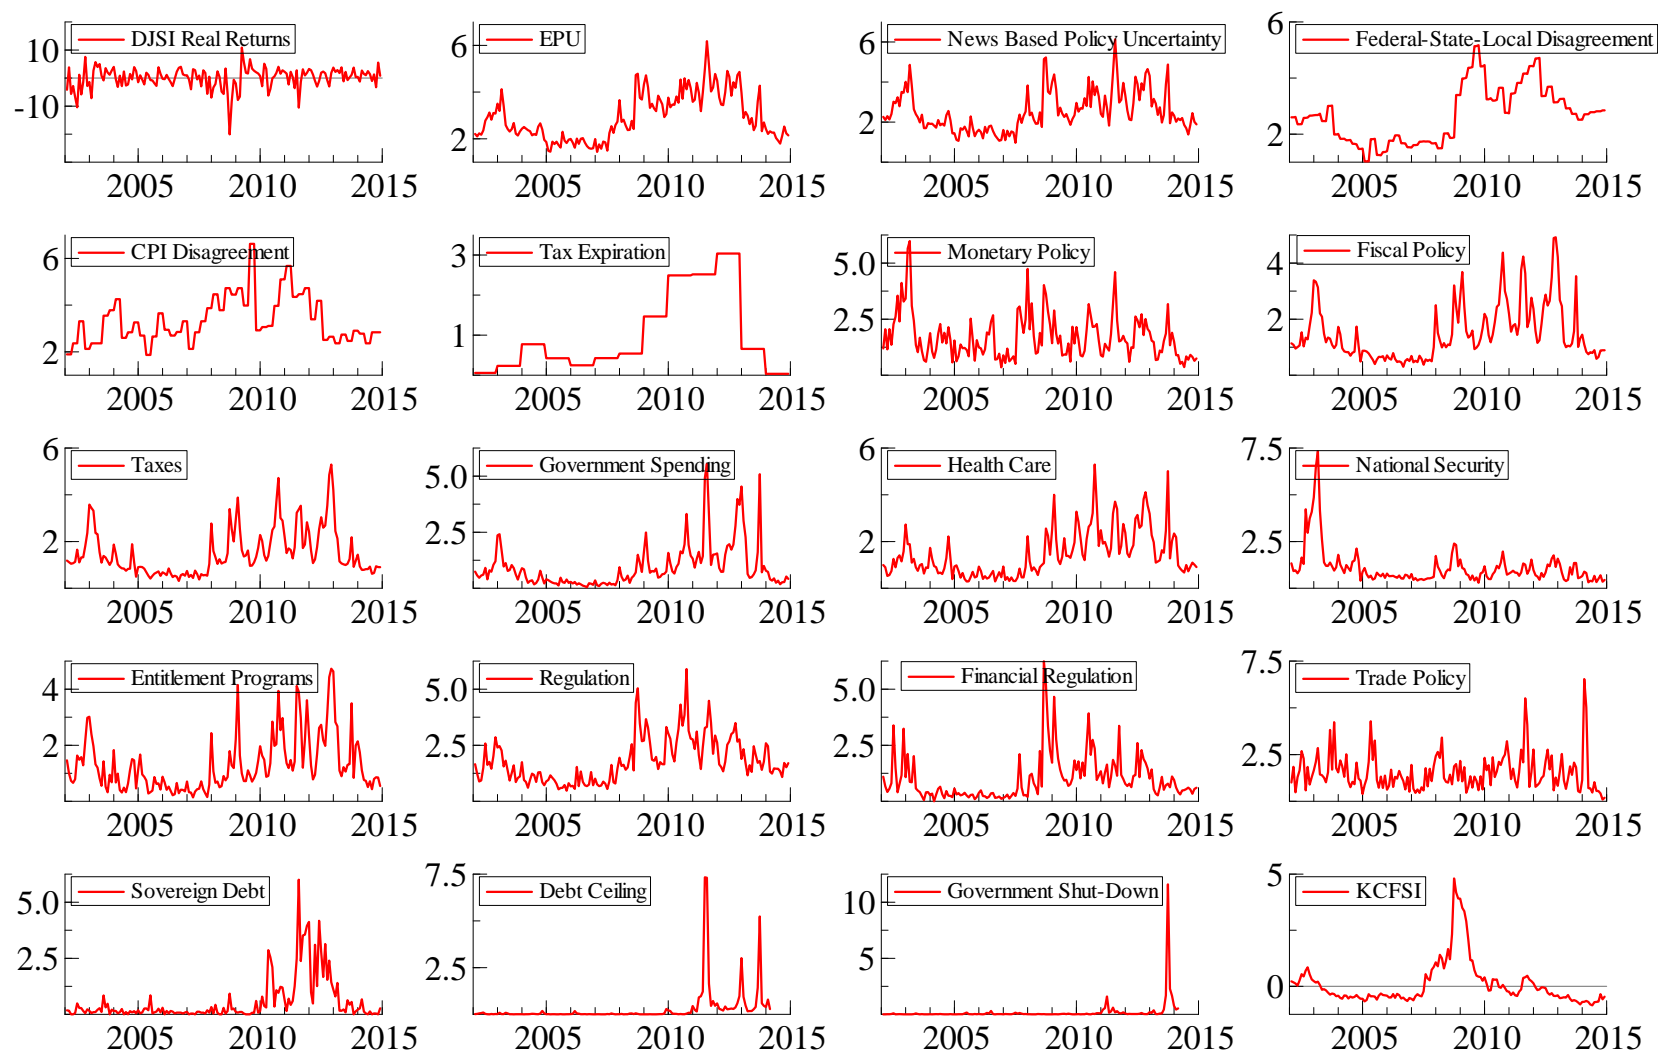 DJSI Real Returns
10
-10
2005 2010 2015
EPU
6
2
2005 2010 2015
News Based Policy Uncertainty
6
2
2005 2010 2015
Federal-State-Local Disagreement
6
2
2005 2010 2015
CPI Disagreement
6
2
2005 2010 2015
Tax Expiration
3
1
2005 2010 2015
Monetary Policy
5.0
2.5
2005 2010 2015
Fiscal Policy
4
2
2005 2010 2015
Taxes
6
2
2005 2010 2015
Government Spending
5.0
2.5
2005 2010 2015
Health Care
6
2
2005 2010 2015
National Security
7.5
2.5
2005 2010 2015
Entitlement Programs
4
2
2005 2010 2015
Regulation
5.0
2.5
2005 2010 2015
Financial Regulation
5.0
2.5
2005 2010 2015
Trade Policy
7.5
2.5
2005 2010 2015
Sovereign Debt
5.0
2.5
2005 2010 2015
Debt Ceiling
7.5
2.5
2005 2010 2015
Government Shut-Down
10
5
2005 2010 2015
KCFSI
5
0
2005 2010 2015